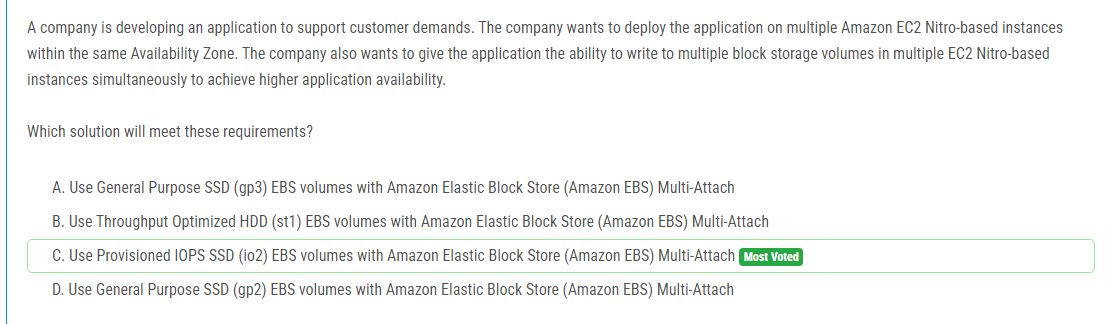 A company is developing an application to support customer demands. The company wants to deploy the application on multiple Amazon EC2 Nitro-based instances
within the same Availability Zone. The company also wants to give the application the ability to write to multiple block storage volumes in multiple EC2 Nitro-based
instances simultaneously to achieve higher application availability.
Which solution will meet these requirements?
A. Use General Purpose SSD (gp3) EBS volumes with Amazon Elastic Block Store (Amazon EBS) Multi-Attach
B. Use Throughput Optimized HDD (st1) EBS volumes with Amazon Elastic Block Store (Amazon EBS) Multi-Attach
C. Use Provisioned IOPS SSD (io2) EBS volumes with Amazon Elastic Block Store (Amazon EBS) Multi-Attach Most Voted
D. Use General Purpose SSD (gp2) EBS volumes with Amazon Elastic Block Store (Amazon EBS) Multi-Attach